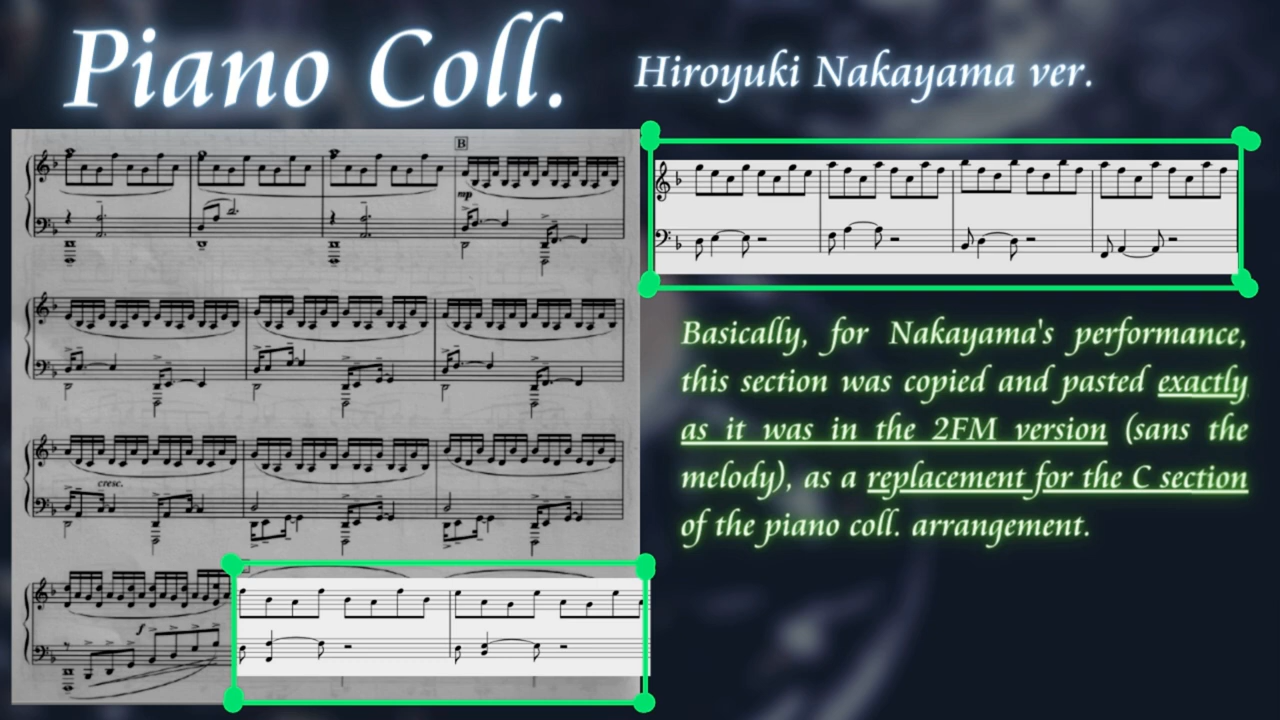 Piano Coll.
Hiroyuki Nakayama ver.
B
mp
Basically, for Nakayama's performance,
this section was copied and pasted exactly
as it was in the 2FM version (sans the
melody), as a replacement for the C section
of the piano coll. arrangement.
cresc.
f